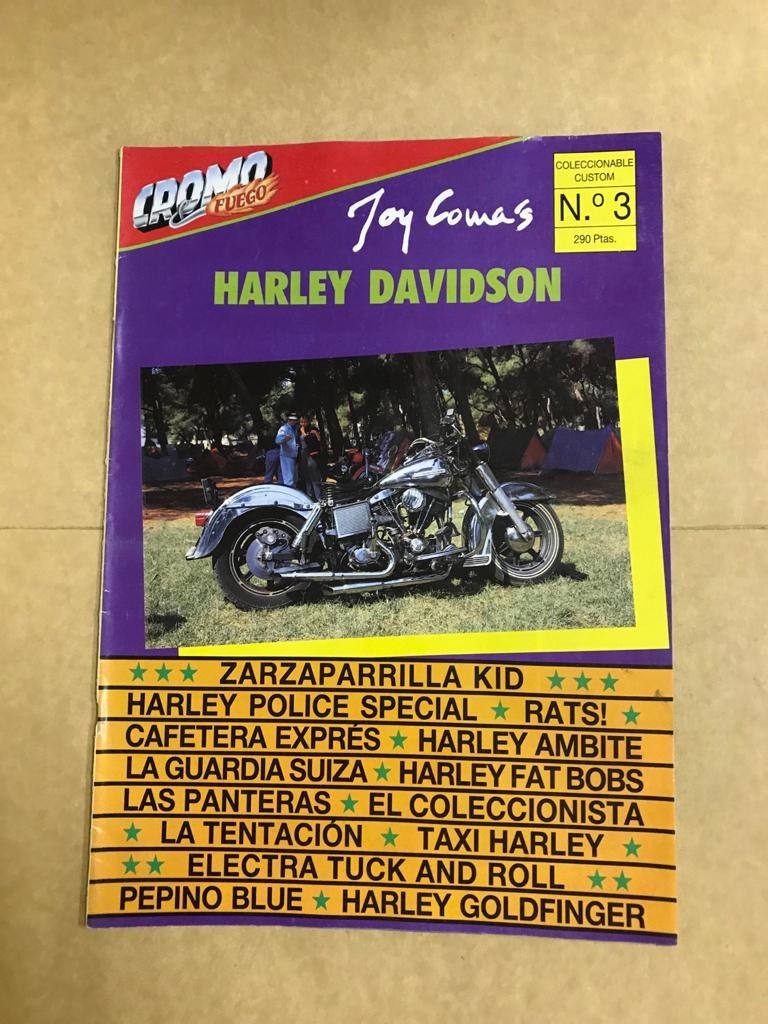 CROMO
FUEGO
Joy Comas
COLECCIONABLE
CUSTOM
N.º 3
290 Ptas.
HARLEY DAVIDSON
★ ★ ★ ZARZAPARRILLA KID ★ ★ ★
HARLEY POLICE SPECIAL ★ RATS! ★
CAFETERA EXPRÉS ★ HARLEY AMBITE
LA GUARDIA SUIZA ★ HARLEY FAT BOBS
LAS PANTERAS ★ EL COLECCIONISTA
★ LA TENTACIÓN ★ TAXI HARLEY ★
★ ★ ELECTRA TUCK AND ROLL ★ ★
PEPINO BLUE ★ HARLEY GOLDFINGER